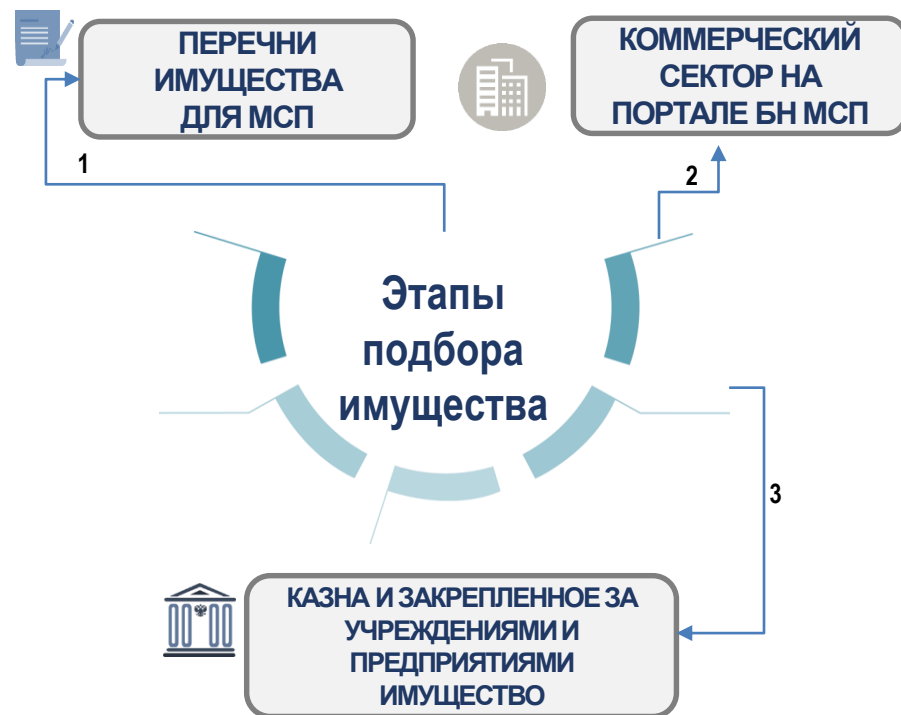 ПЕРЕЧНИ
ИМУЩЕСТВА
ДЛЯ МСП
КОММЕРЧЕСКИЙ
СЕКТОР НА
ПОРТАЛЕ БН МСП
1
2
Этапы
подбора
имущества
3
КАЗНА И ЗАКРЕПЛЕННОЕ ЗА
УЧРЕЖДЕНИЯМИ И
ПРЕДПРИЯТИЯМИ
ИМУЩЕСТВО